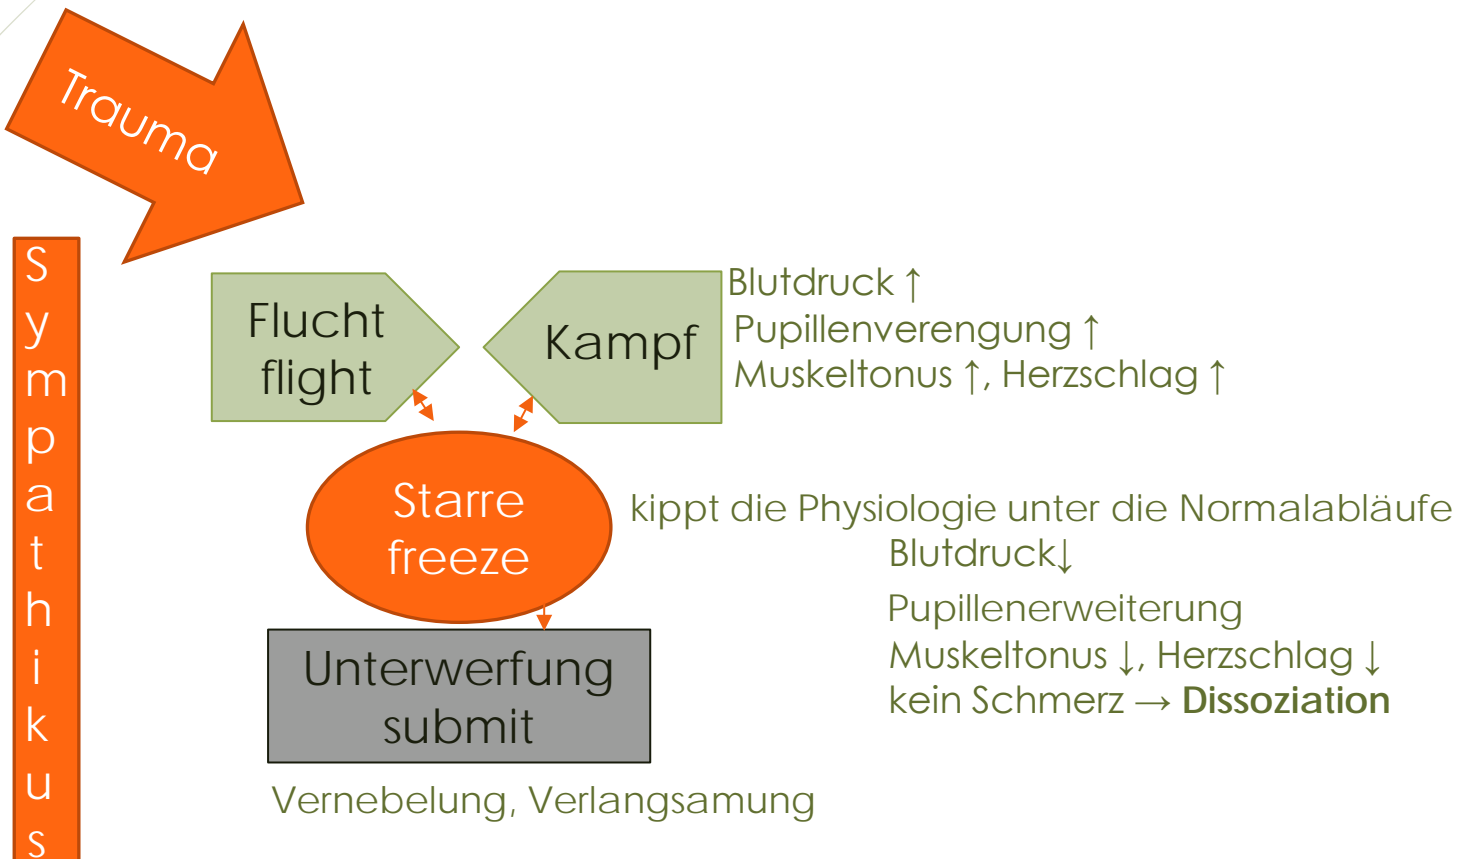 Trauma
Sympathikus
Flucht
flight
Kampf
Blutdruck ↑
Pupillenverengung ↑
Muskeltonus ↑, Herzschlag ↑
Starre
freeze
kippt die Physiologie unter die Normalabläufe
Blutdruck↓
Pupillenerweiterung
Muskeltonus ↓, Herzschlag ↓
kein Schmerz → Dissoziation
Unterwerfung
submit
Vernebelung, Verlangsamung